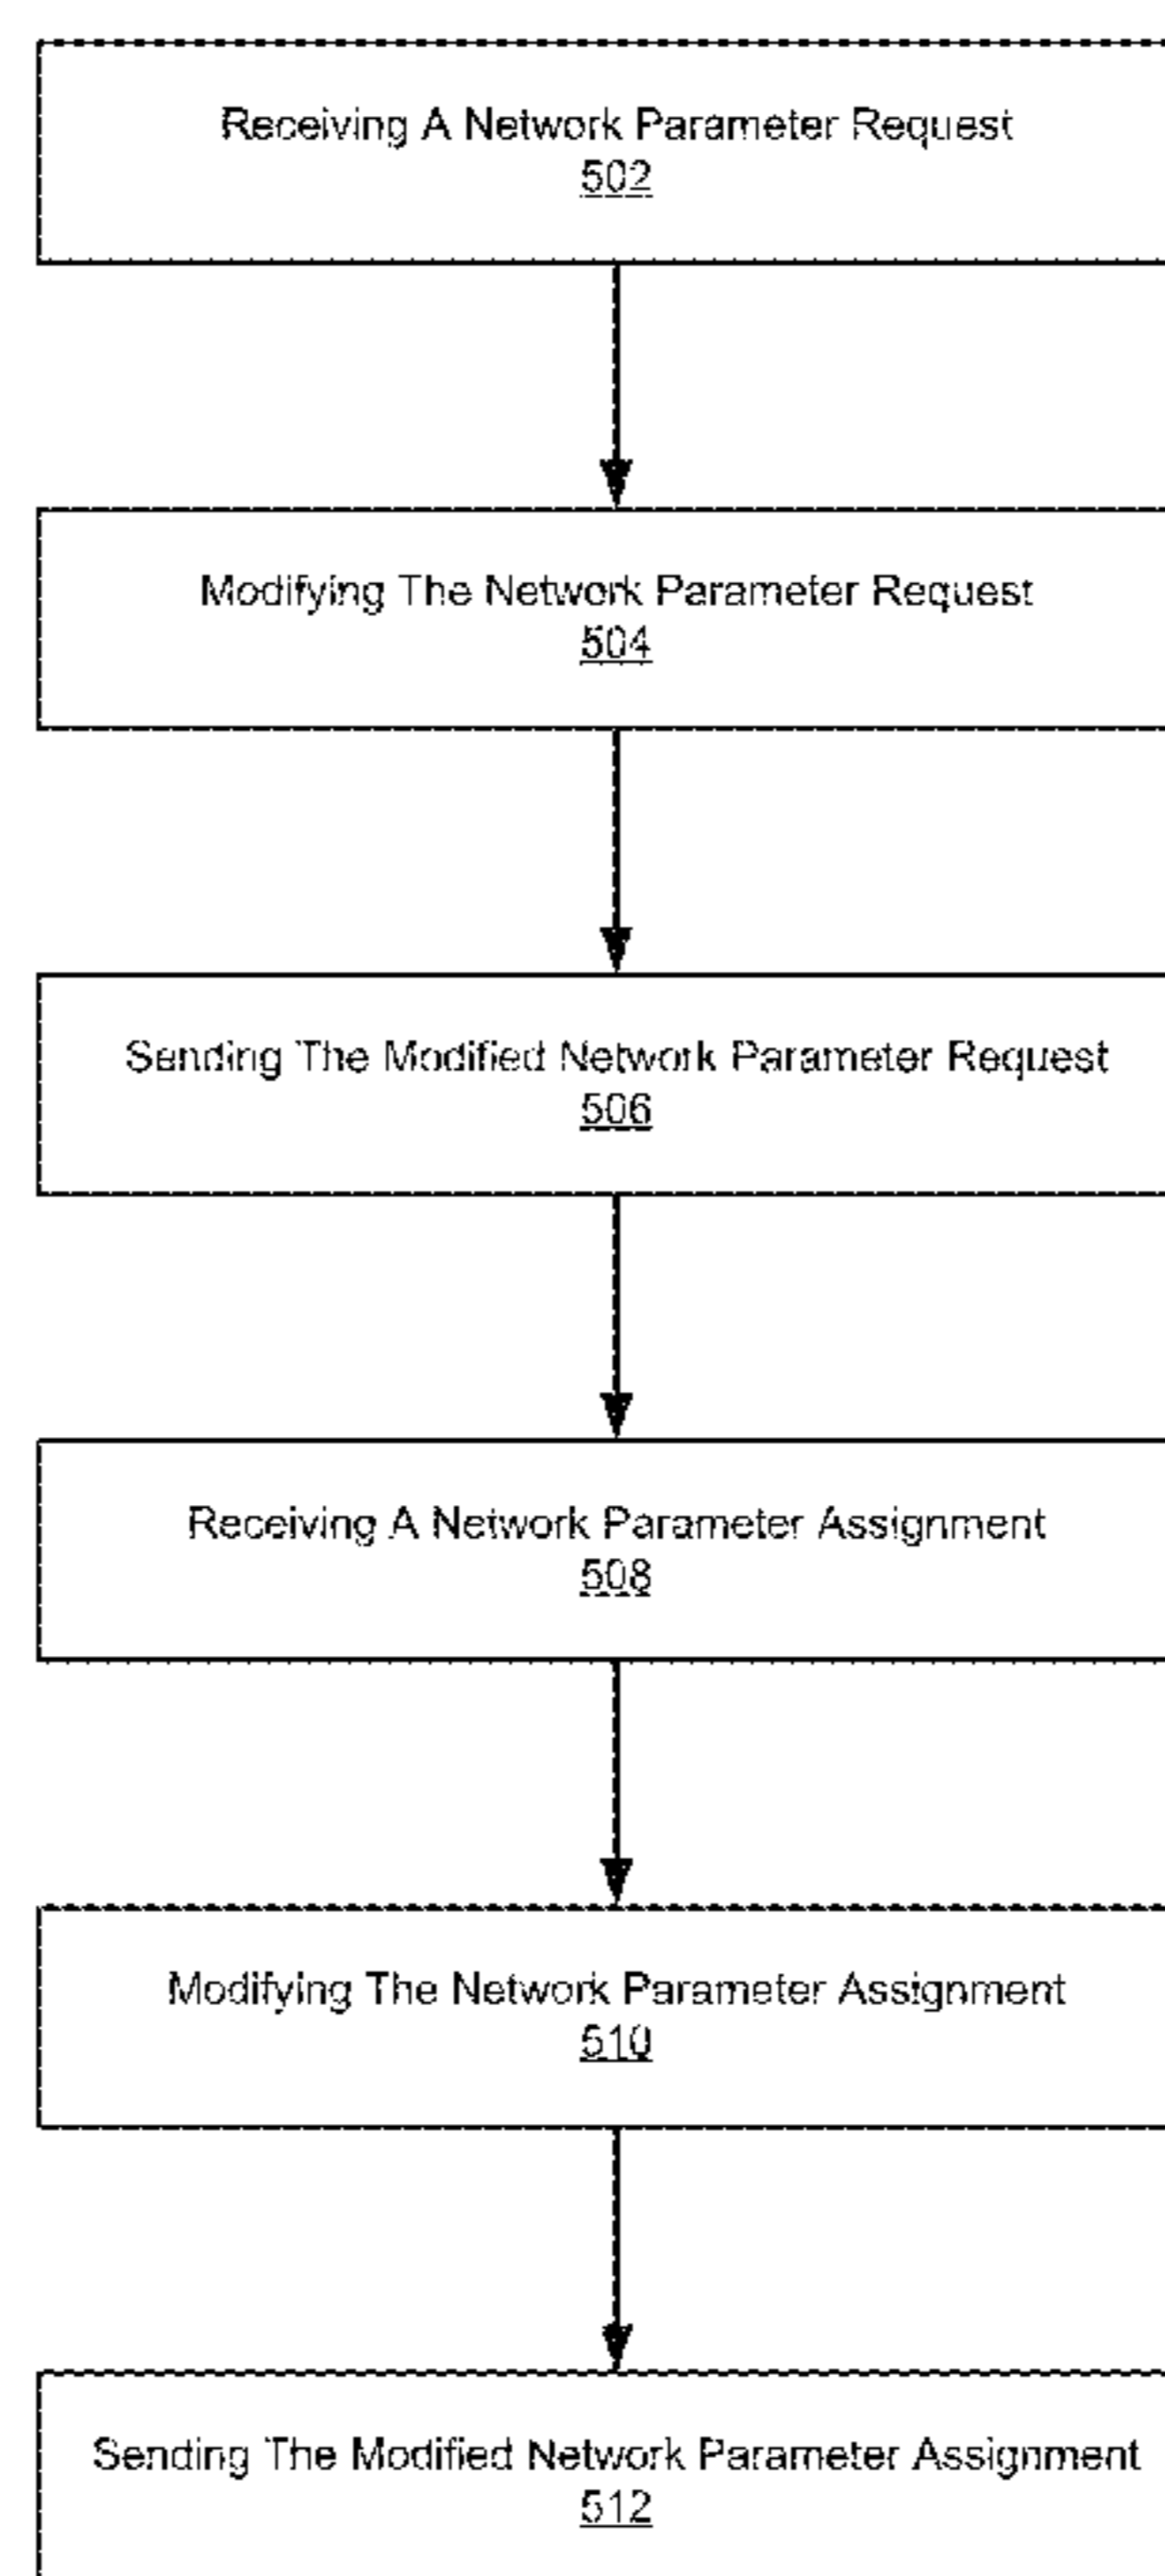 Receiving A Network Parameter Request
502
Modifying The Network Parameter Request
504
Sending The Modified Network Parameter Request
506
Receiving A Network Parameter Assignment
508
Modifying The Network Parameter Assignment
510
Sending The Modified Network Parameter Assignment
512